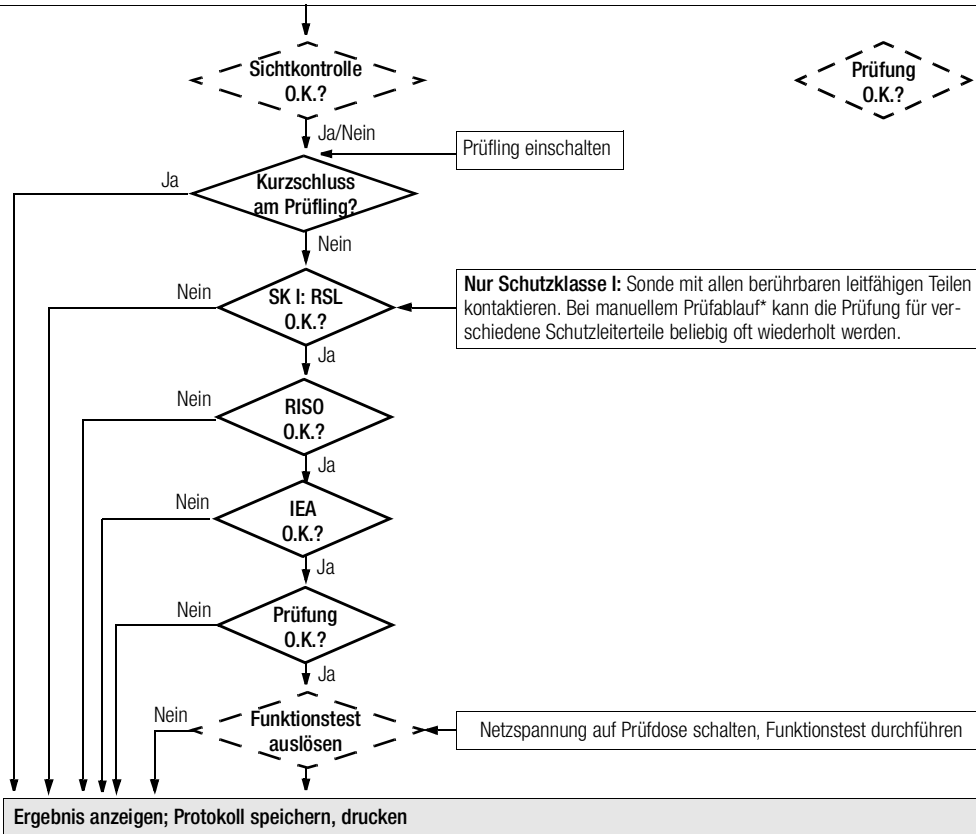 Sichtkontrolle
O.K.?
Prüfung
O.K.?
Ja/Nein
Prüfling einschalten
Ja
Kurzschluss
am Prüfling?
Nein
Nein
SK I: RSL
O.K.?
Nur Schutzklasse I: Sonde mit allen berührbaren leitfähigen Teilen
kontaktieren. Bei manuellem Prüfablauf* kann die Prüfung für ver-
schiedene Schutzleiterteile beliebig oft wiederholt werden.
Ja
Nein
RISO
O.K.?
Ja
Nein
IEA
O.K.?
Ja
Nein
Prüfung
O.K.?
Ja
Nein
Funktionstest
auslösen
Netzspannung auf Prüfdose schalten, Funktionstest durchführen
Ergebnis anzeigen; Protokoll speichern, drucken